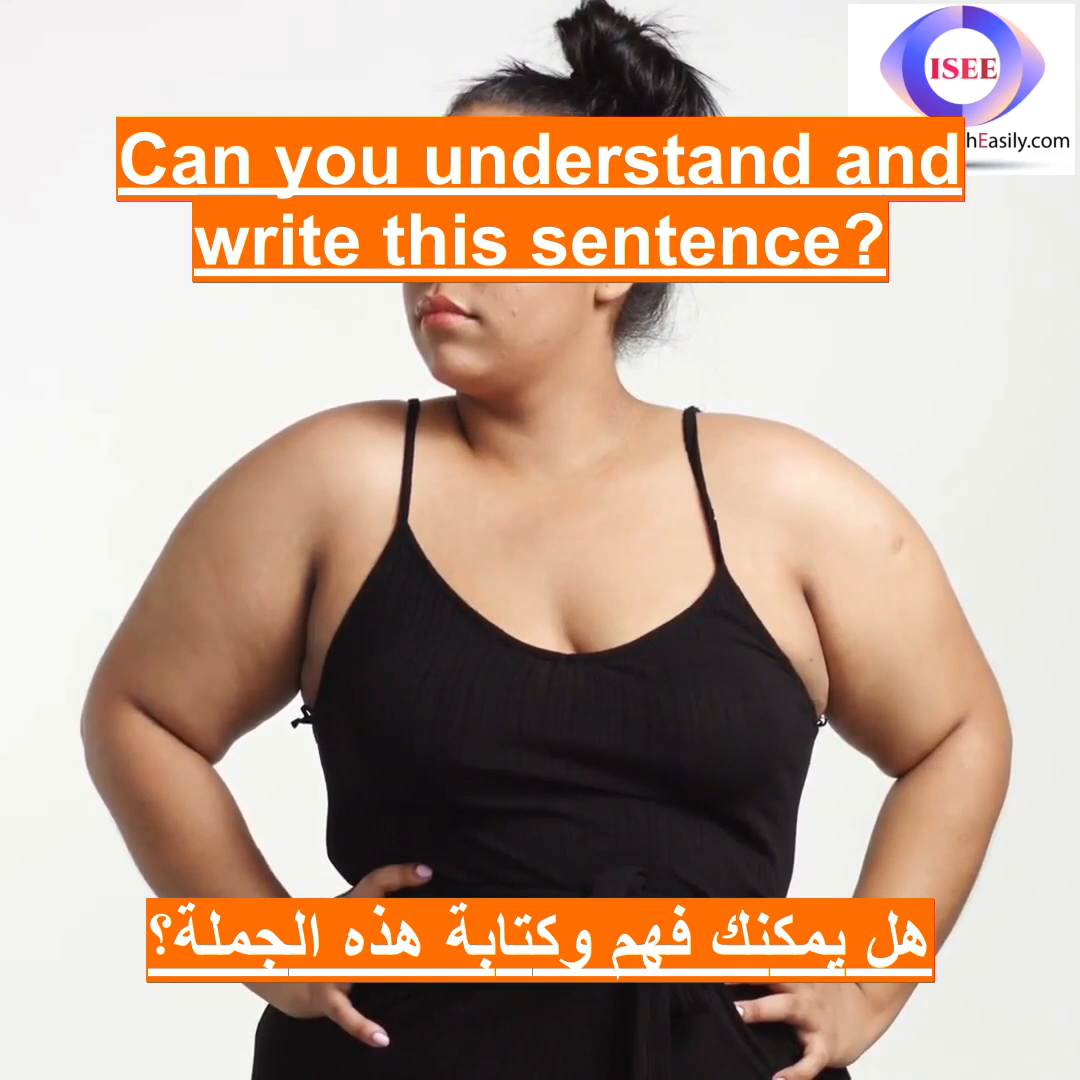 ISEE
hEasily.com
Can you understand and
write this sentence?
هل يمكنك فهم وكتابة هذه الجملة؟